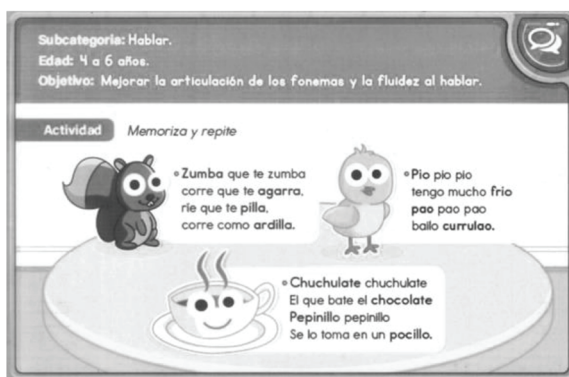 Subcategoria: Hablar.
Edad: 4 a 6 años.
Objetivo: Mejorar la articulación de los fonemas y la fluidez al hablar.
Actividad
Memoriza y repite
Zumba que te zumba
corre que te agarra,
ríe que te pilla,
corre como ardilla.
Pio pio pio
tengo mucho frio
pao pao pao
bailo currulao.
Chuchulate chuchulate
El que bate el chocolate
Pepinillo pepinillo
Se lo toma en un pocillo.